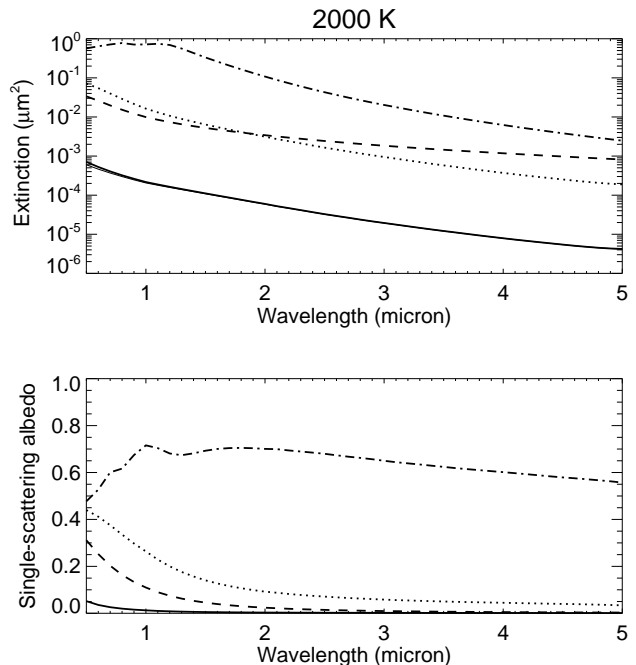 2000 K
Extinction (μm²)
10⁰
10⁻¹
10⁻²
10⁻³
10⁻⁴
10⁻⁵
10⁻⁶
1 2 3 4 5
Wavelength (micron)
Single-scattering albedo
1.0
0.8
0.6
0.4
0.2
0.0
1 2 3 4 5
Wavelength (micron)